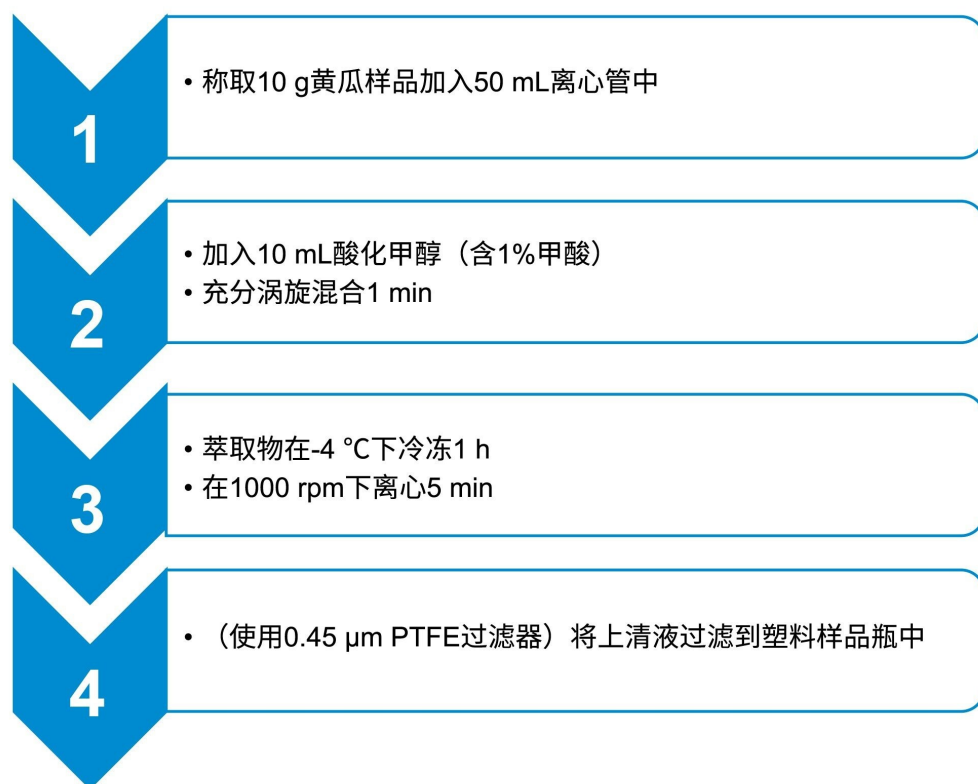 1
• 称取10 g黄瓜样品加入50 mL离心管中
2
• 加入10 mL酸化甲醇（含1%甲酸）
• 充分涡旋混合1 min
3
• 萃取物在-4 °C下冷冻1 h
• 在1000 rpm下离心5 min
4
• （使用0.45 μm PTFE过滤器）将上清液过滤到塑料样品瓶中